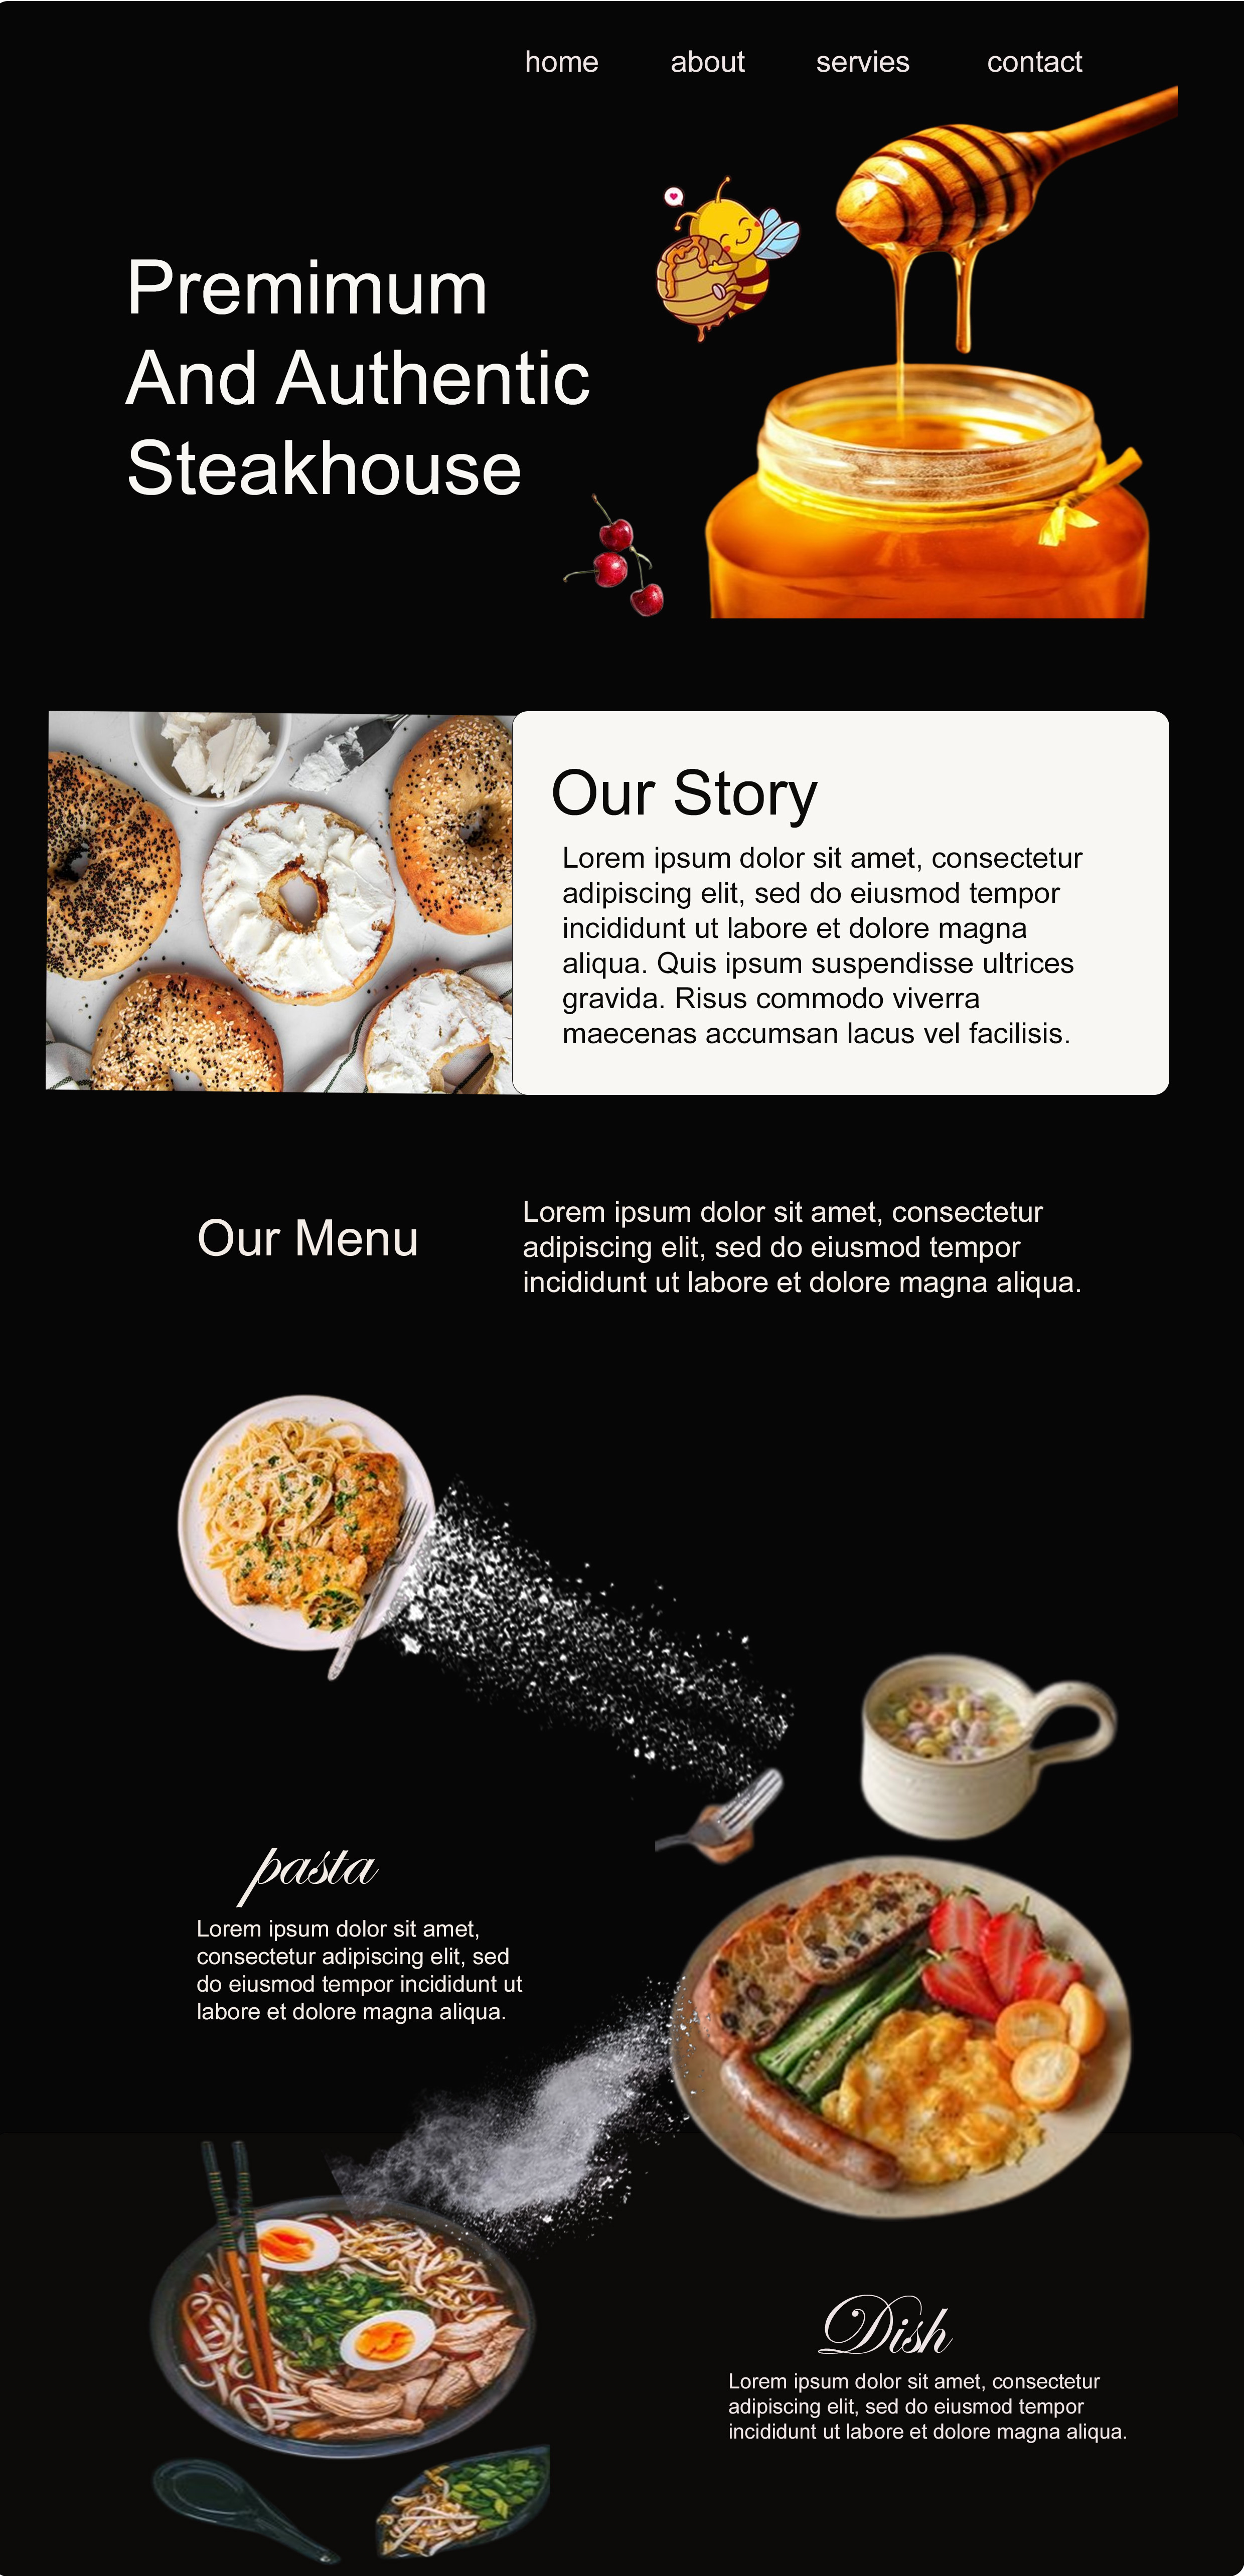 home about servies contact
Premimum
And Authentic
Steakhouse
Our Story
Lorem ipsum dolor sit amet, consectetur
adipiscing elit, sed do eiusmod tempor
incididunt ut labore et dolore magna
aliqua. Quis ipsum suspendisse ultrices
gravida. Risus commodo viverra
maecenas accumsan lacus vel facilisis.
Our Menu
Lorem ipsum dolor sit amet, consectetur
adipiscing elit, sed do eiusmod tempor
incididunt ut labore et dolore magna aliqua.
pasta
Lorem ipsum dolor sit amet,
consectetur adipiscing elit, sed
do eiusmod tempor incididunt ut
labore et dolore magna aliqua.
Dish
Lorem ipsum dolor sit amet, consectetur
adipiscing elit, sed do eiusmod tempor
incididunt ut labore et dolore magna aliqua.